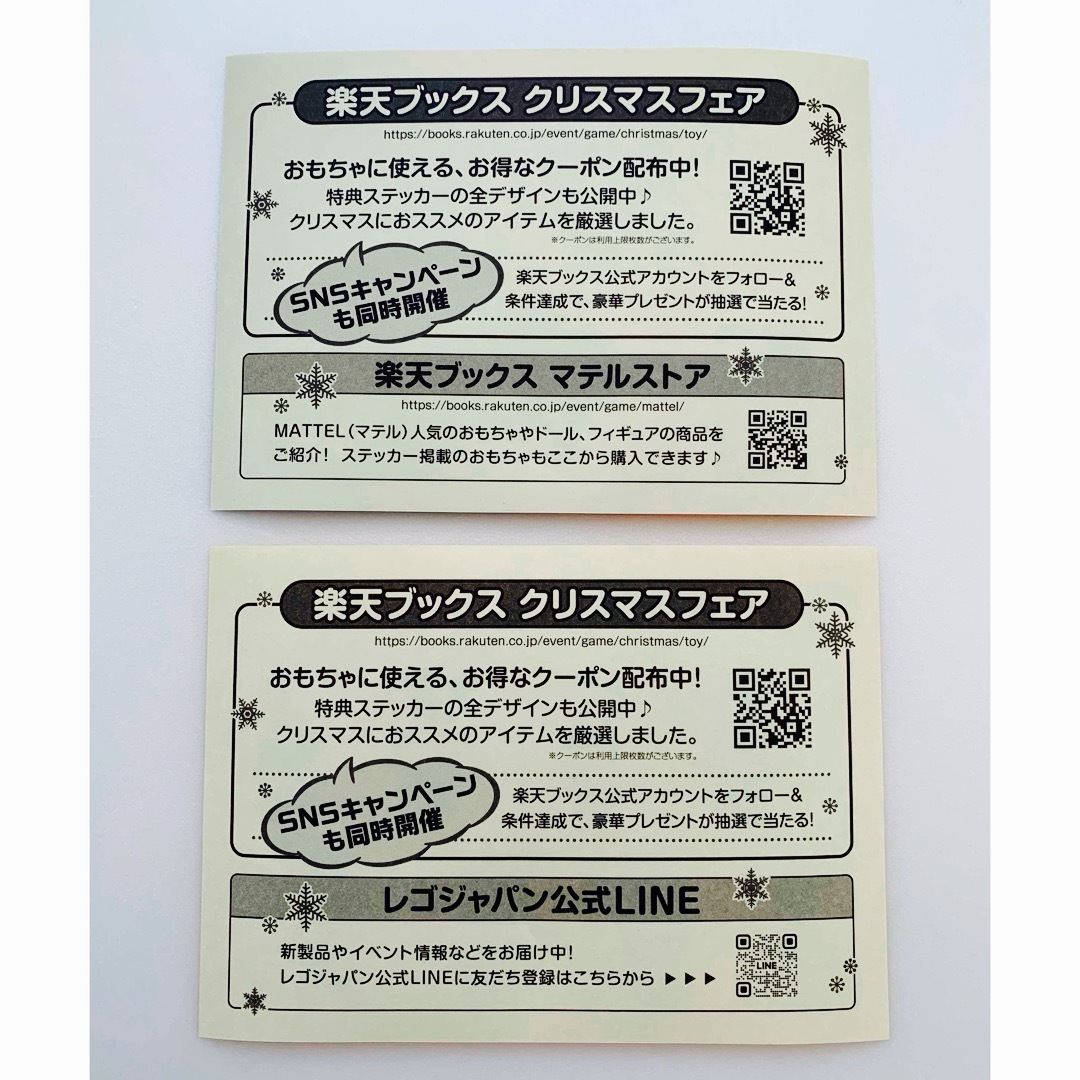 楽天ブックス クリスマスフェア
https://books.rakuten.co.jp/event/game/christmas/toy/
おもちゃに使える、お得なクーポン配布中！
特典ステッカーの全デザインも公開中♪
クリスマスにおススメのアイテムを厳選しました。
※クーポンは利用上限枚数がございます。
SNSキャンペーン
も同時開催
楽天ブックス公式アカウントをフォロー&
条件達成で、豪華プレゼントが抽選で当たる！
楽天ブックス マテルストア
https://books.rakuten.co.jp/event/game/mattel/
MATTEL（マテル）人気のおもちゃやドール、フィギュアの商品を
ご紹介！ ステッカー掲載のおもちゃもここから購入できます♪
楽天ブックス クリスマスフェア
https://books.rakuten.co.jp/event/game/christmas/toy/
おもちゃに使える、お得なクーポン配布中！
特典ステッカーの全デザインも公開中♪
クリスマスにおススメのアイテムを厳選しました。
※クーポンは利用上限枚数がございます。
SNSキャンペーン
も同時開催
楽天ブックス公式アカウントをフォロー&
条件達成で、豪華プレゼントが抽選で当たる！
レゴジャパン公式LINE
新製品やイベント情報などをお届け中！
レゴジャパン公式LINEに友だち登録はこちらから ▶ ▶ ▶
LINE